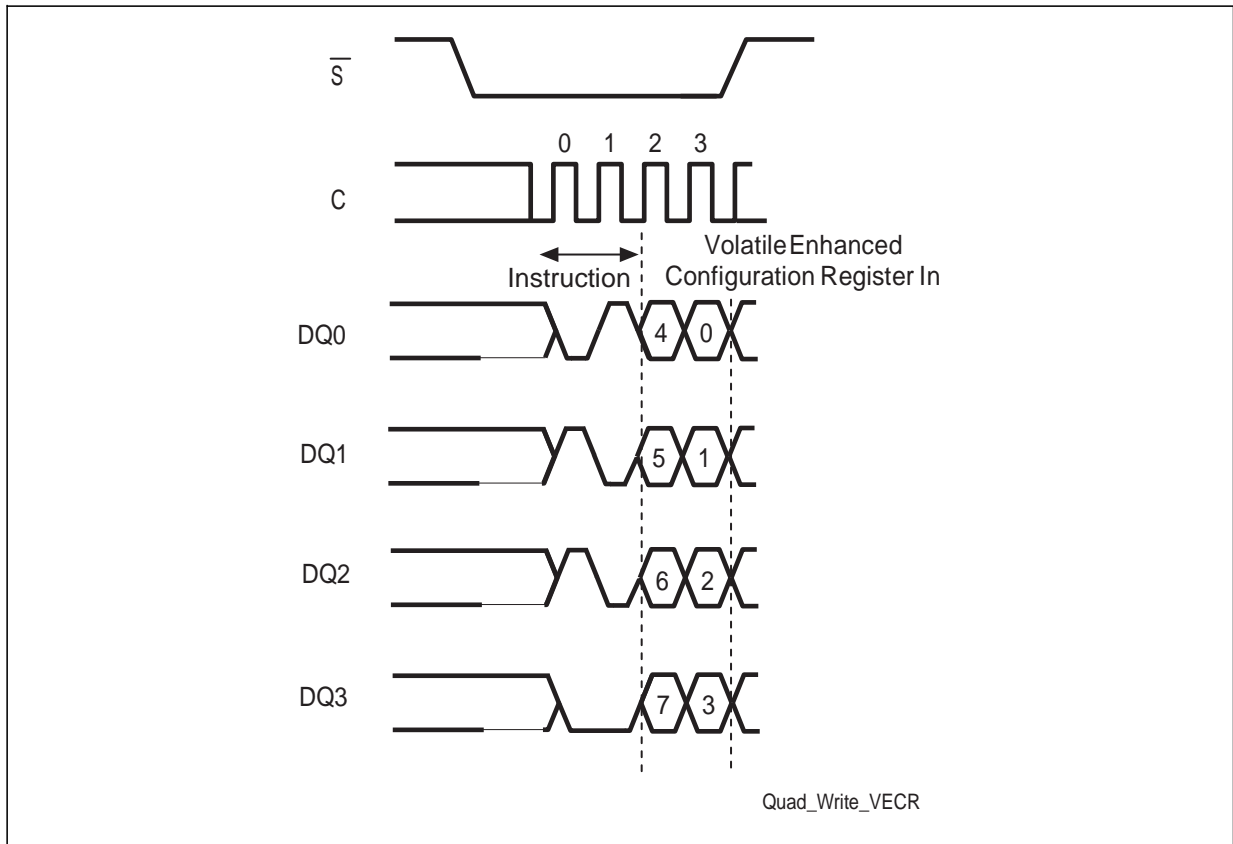 S
0 1 2 3
C
Volatile Enhanced
Instruction Configuration Register In
DQ0 4 0
DQ1 5 1
DQ2 6 2
DQ3 7 3
Quad_Write_VECR